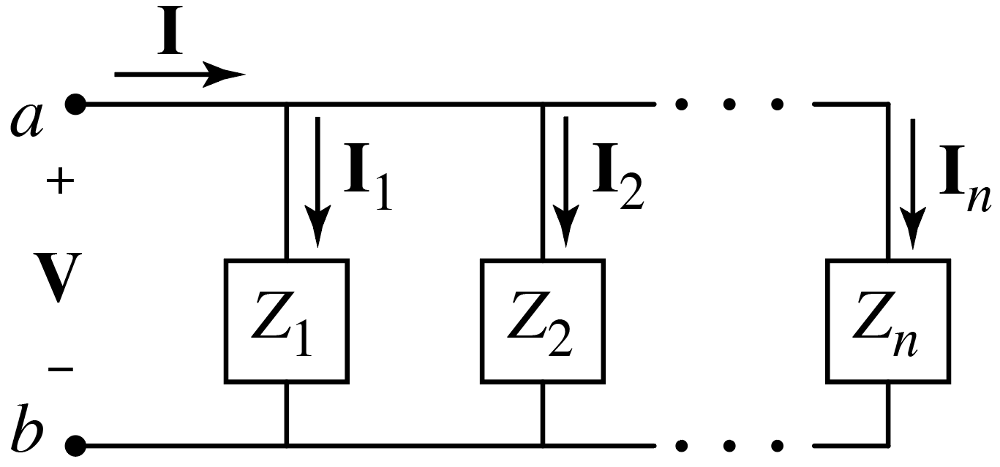 I
a
I₁ I₂ Iₙ
+
V
Z₁ Z₂ Zₙ
−
b